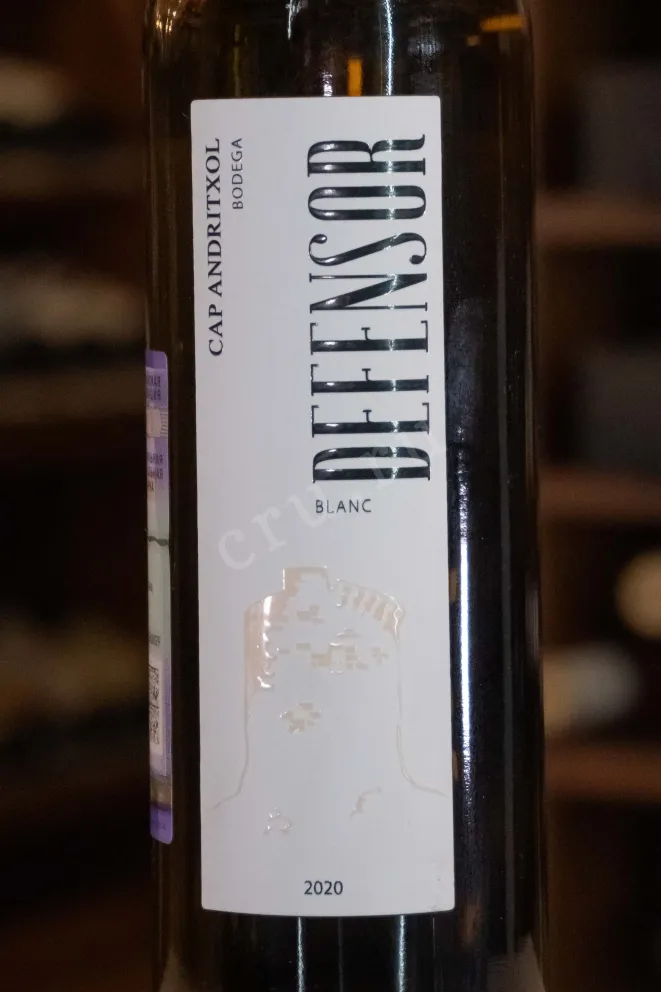 CAP ANDRITXOL
BODEGA
DEFENSOR
BLANC
2020